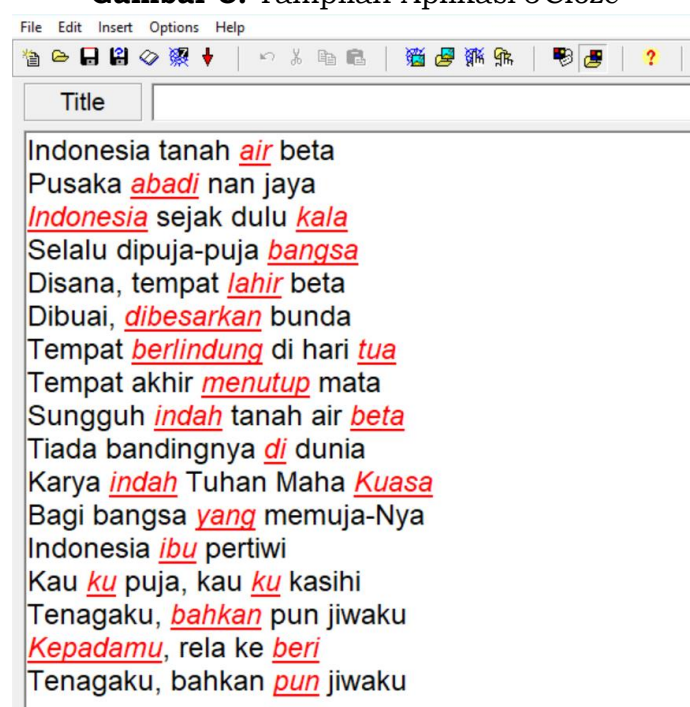 Gambar 3. Tampilan Aplikasi JCloze
File Edit Insert Options Help
Title
Indonesia tanah air beta
Pusaka abadi nan jaya
Indonesia sejak dulu kala
Selalu dipuja-puja bangsa
Disana, tempat lahir beta
Dibuai, dibesarkan bunda
Tempat berlindung di hari tua
Tempat akhir menutup mata
Sungguh indah tanah air beta
Tiada bandingnya di dunia
Karya indah Tuhan Maha Kuasa
Bagi bangsa yang memuja-Nya
Indonesia ibu pertiwi
Kau ku puja, kau ku kasihi
Tenagaku, bahkan pun jiwaku
Kepadamu, rela ke beri
Tenagaku, bahkan pun jiwaku